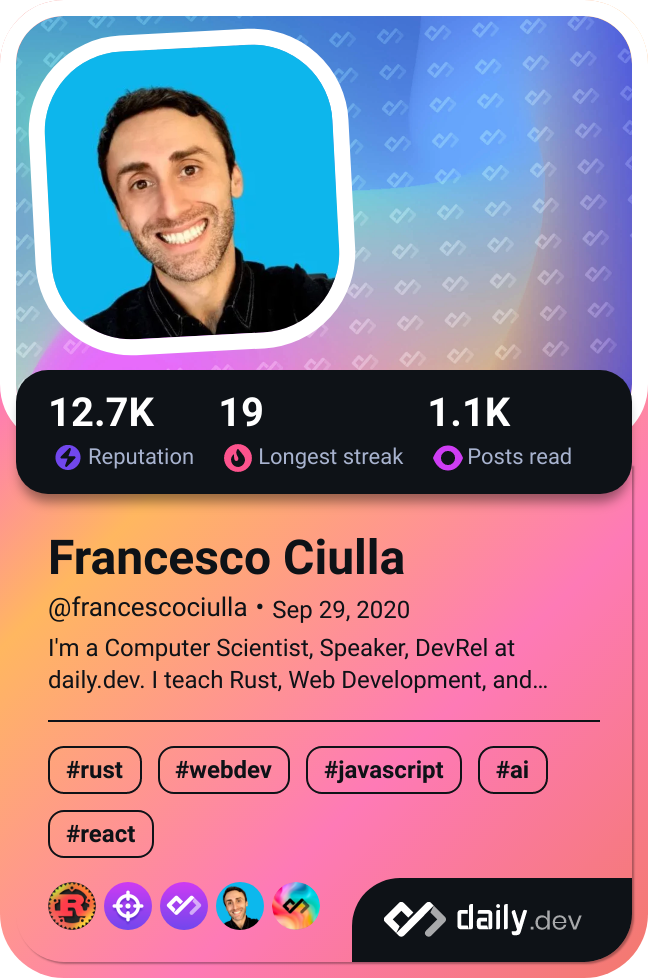 12.7K 19 1.1K
Reputation Longest streak Posts read
Francesco Ciulla
@francescociulla • Sep 29, 2020
I'm a Computer Scientist, Speaker, DevRel at
daily.dev. I teach Rust, Web Development, and...
#rust #webdev #javascript #ai
#react
R
daily.dev